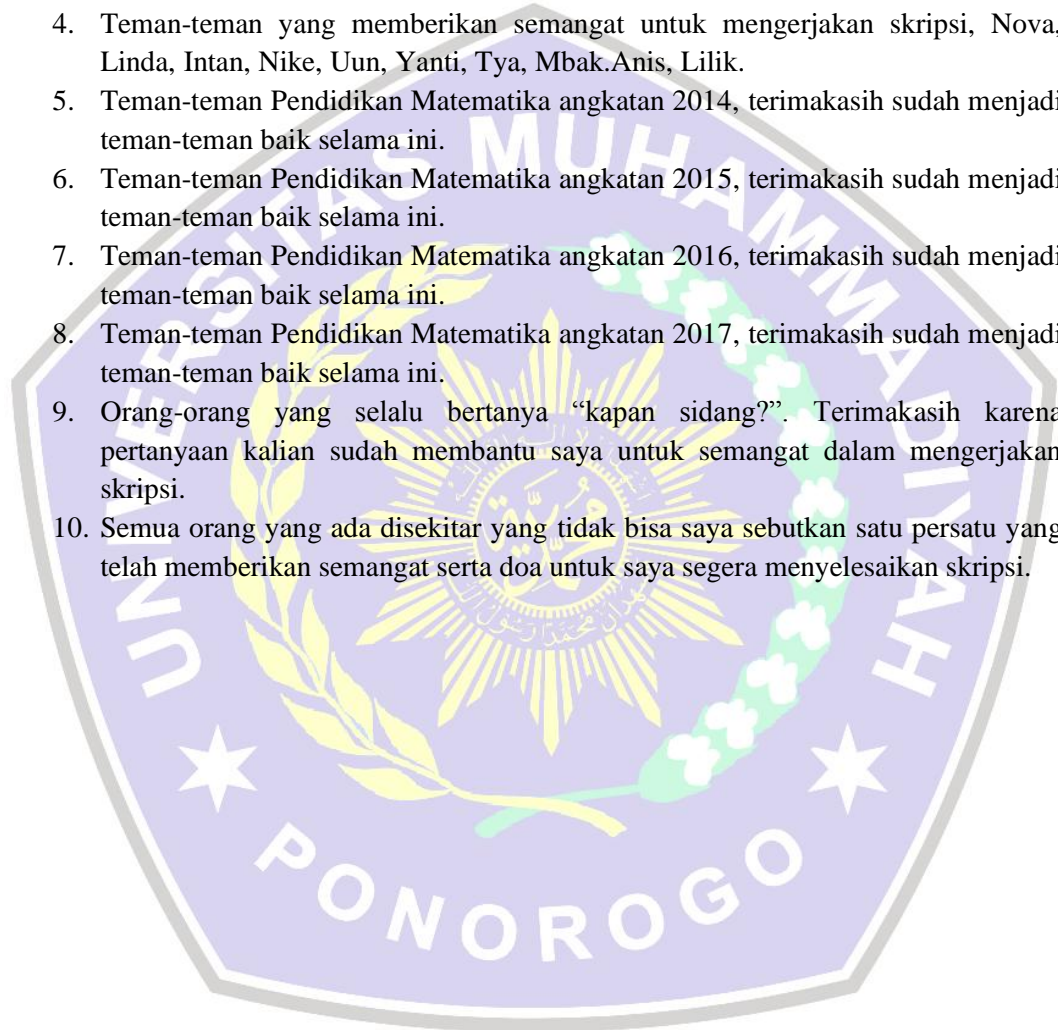 4. Teman-teman yang memberikan semangat untuk mengerjakan skripsi, Nova,
Linda, Intan, Nike, Uun, Yanti, Tya, Mbak.Anis, Lilik.
5. Teman-teman Pendidikan Matematika angkatan 2014, terimakasih sudah menjadi
teman-teman baik selama ini.
6. Teman-teman Pendidikan Matematika angkatan 2015, terimakasih sudah menjadi
teman-teman baik selama ini.
7. Teman-teman Pendidikan Matematika angkatan 2016, terimakasih sudah menjadi
teman-teman baik selama ini.
8. Teman-teman Pendidikan Matematika angkatan 2017, terimakasih sudah menjadi
teman-teman baik selama ini.
9. Orang-orang yang selalu bertanya “kapan sidang?”. Terimakasih karena
pertanyaan kalian sudah membantu saya untuk semangat dalam mengerjakan
skripsi.
10. Semua orang yang ada disekitar yang tidak bisa saya sebutkan satu persatu yang
telah memberikan semangat serta doa untuk saya segera menyelesaikan skripsi.
UNIVERSITAS MUHAMMADIYAH
PONOROGO